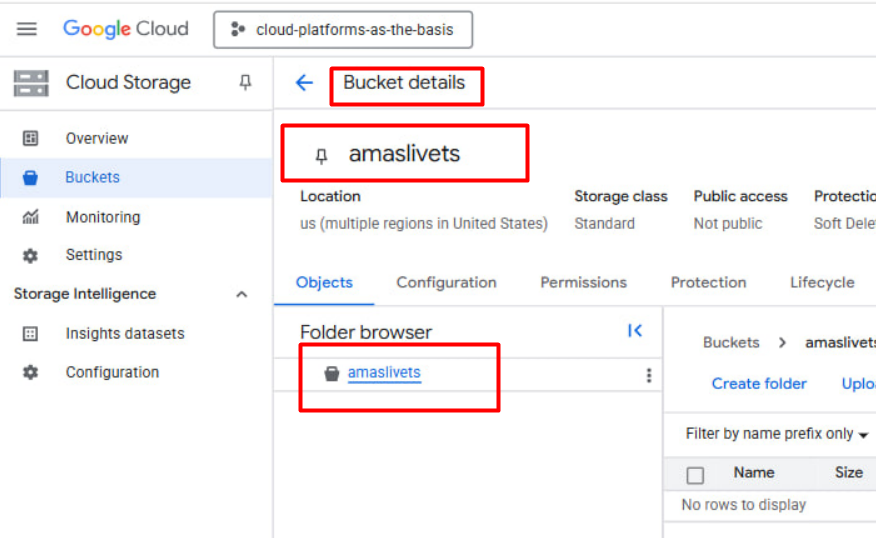 Google Cloud
cloud-platforms-as-the-basis
Cloud Storage
Overview
Buckets
Monitoring
Settings
Storage Intelligence
Insights datasets
Configuration
Bucket details
amaslivets
Location Storage class Public access Protectio
us (multiple regions in United States) Standard Not public Soft Dele
Objects Configuration Permissions Protection Lifecycle
Folder browser
amaslivets
Buckets > amaslivets
Create folder Uploa
Filter by name prefix only
Name Size
No rows to display